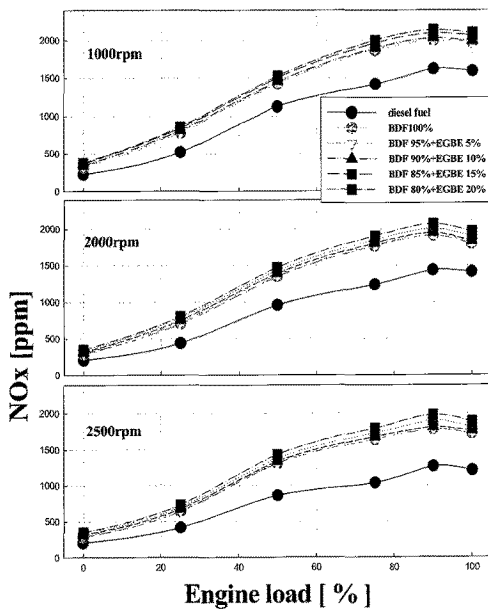 2000
1500
1000
500
0
1000rpm
diesel fuel
BDF100%
BDF 95%+EGBE 5%
BDF 90%+EGBE 10%
BDF 85%+EGBE 15%
BDF 80%+EGBE 20%
NOx [ppm]
2000
1500
1000
500
0
2000rpm
2000
1500
1000
500
0
2500rpm
0
20
40
60
80
100
Engine load [ % ]